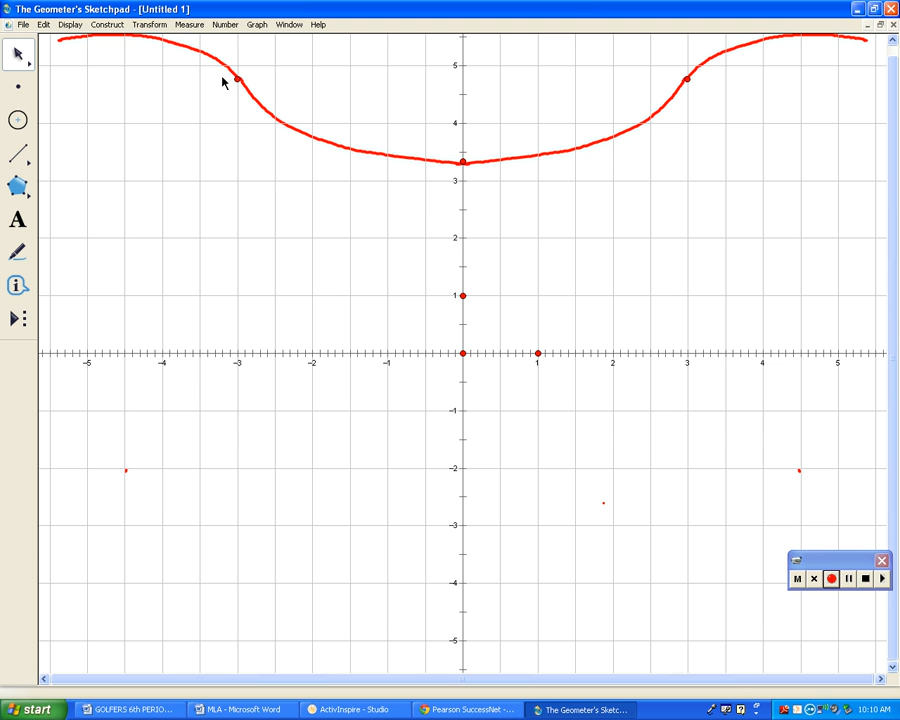 The Geometer's Sketchpad - [Untitled 1]
File Edit Display Construct Transform Measure Number Graph Window Help
5
4
3
2
1
-5 -4 -3 -2 -1 1 2 3 4 5
-1
-2
-3
-4
-5
A
i
M
start
GOLFERS 6th PERIO...
MLA - Microsoft Word
ActivInspire - Studio
Pearson SuccessNet -...
The Geometer's Sketc...
10:10 AM